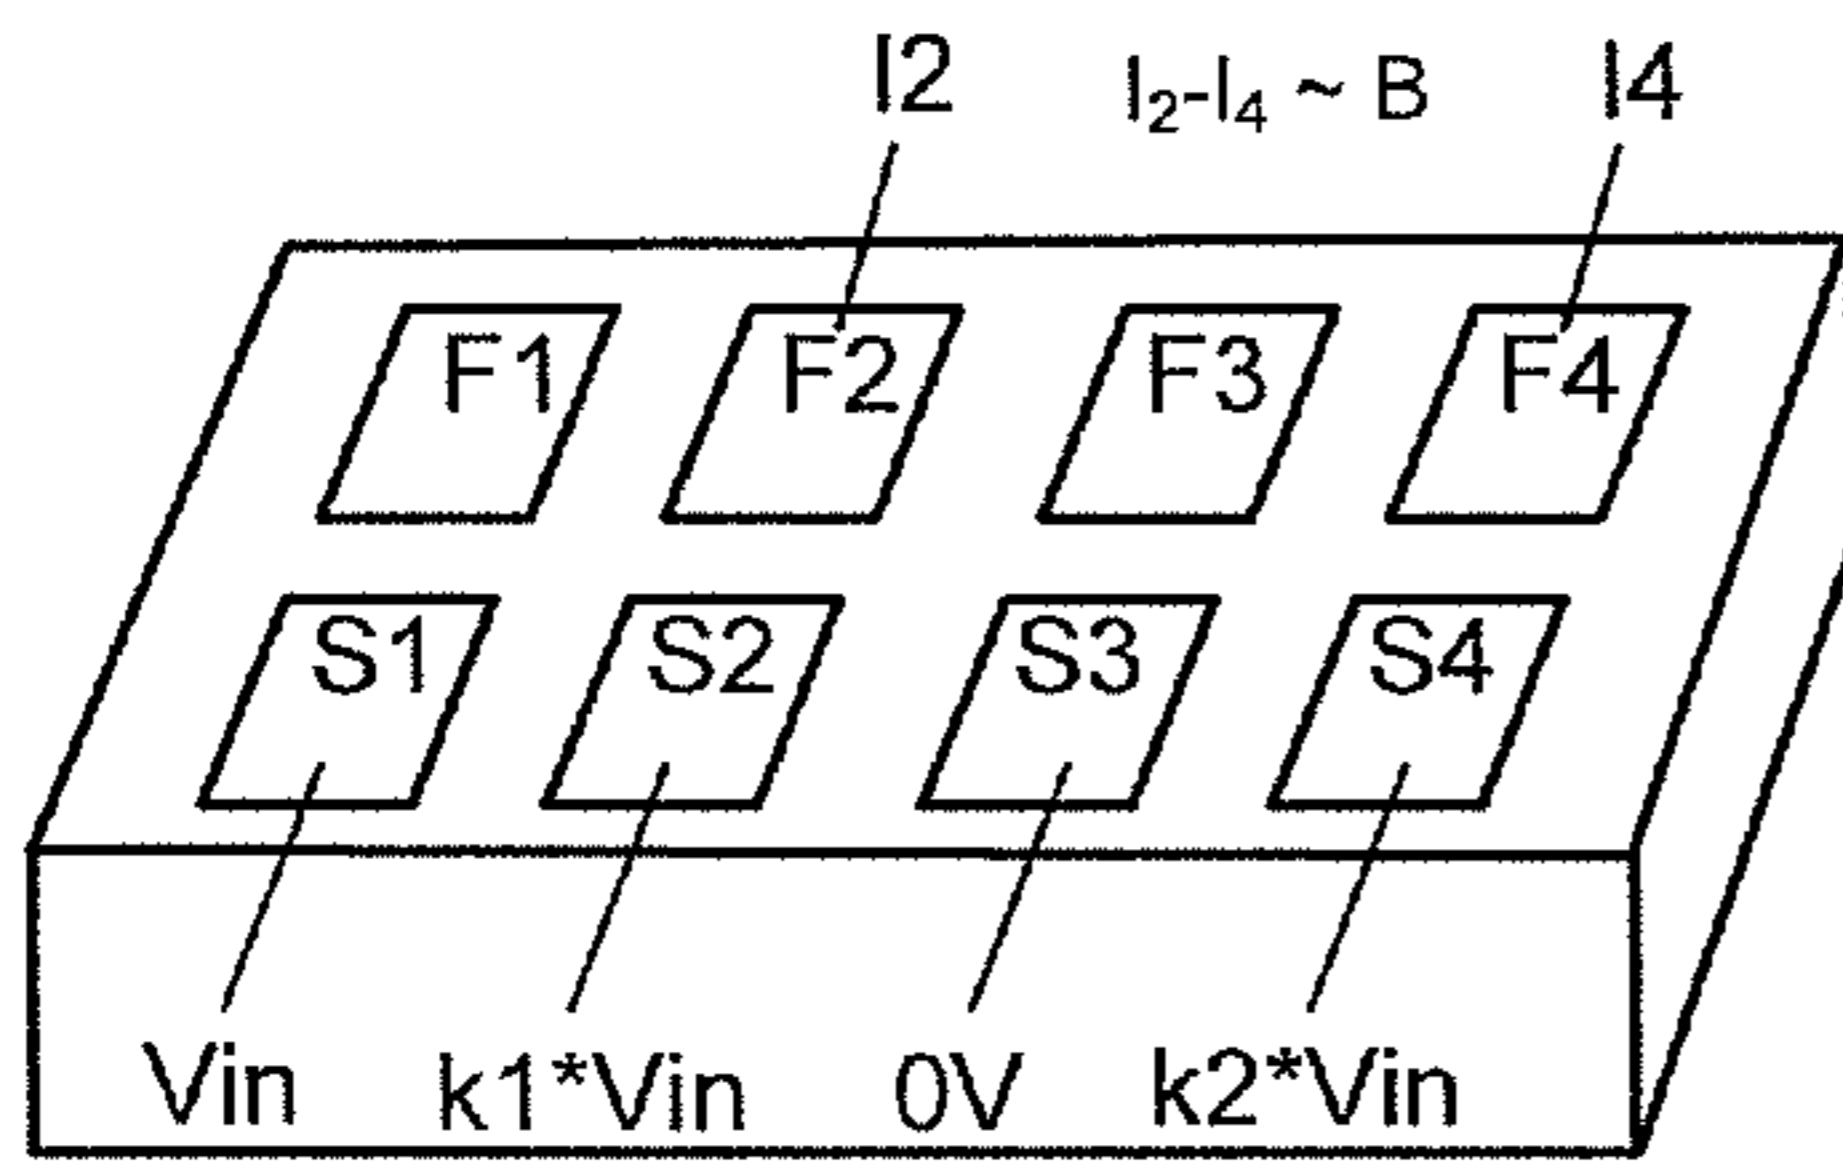 I2 I₂-I₄ ~ B I4
F1 F2 F3 F4
S1 S2 S3 S4
Vin k1*Vin 0V k2*Vin